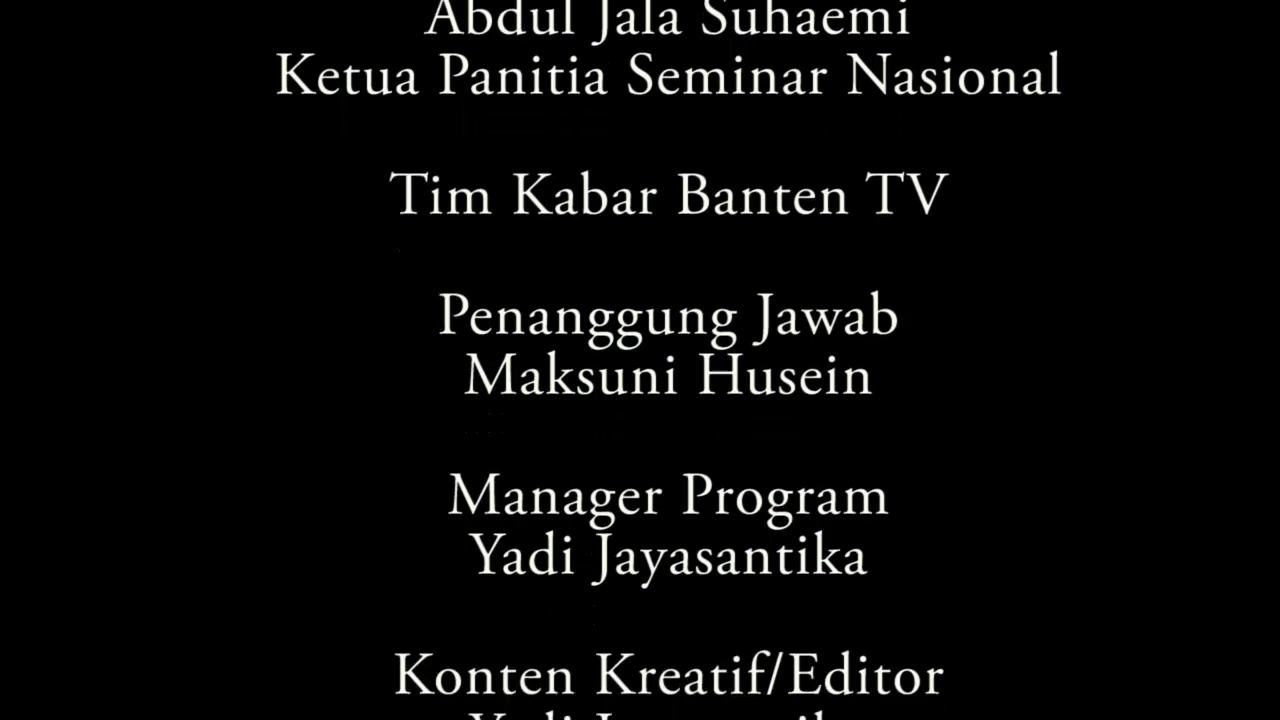 Abdul Jala Suhaemi
Ketua Panitia Seminar Nasional
Tim Kabar Banten TV
Penanggung Jawab
Maksuni Husein
Manager Program
Yadi Jayasantika
Konten Kreatif/Editor